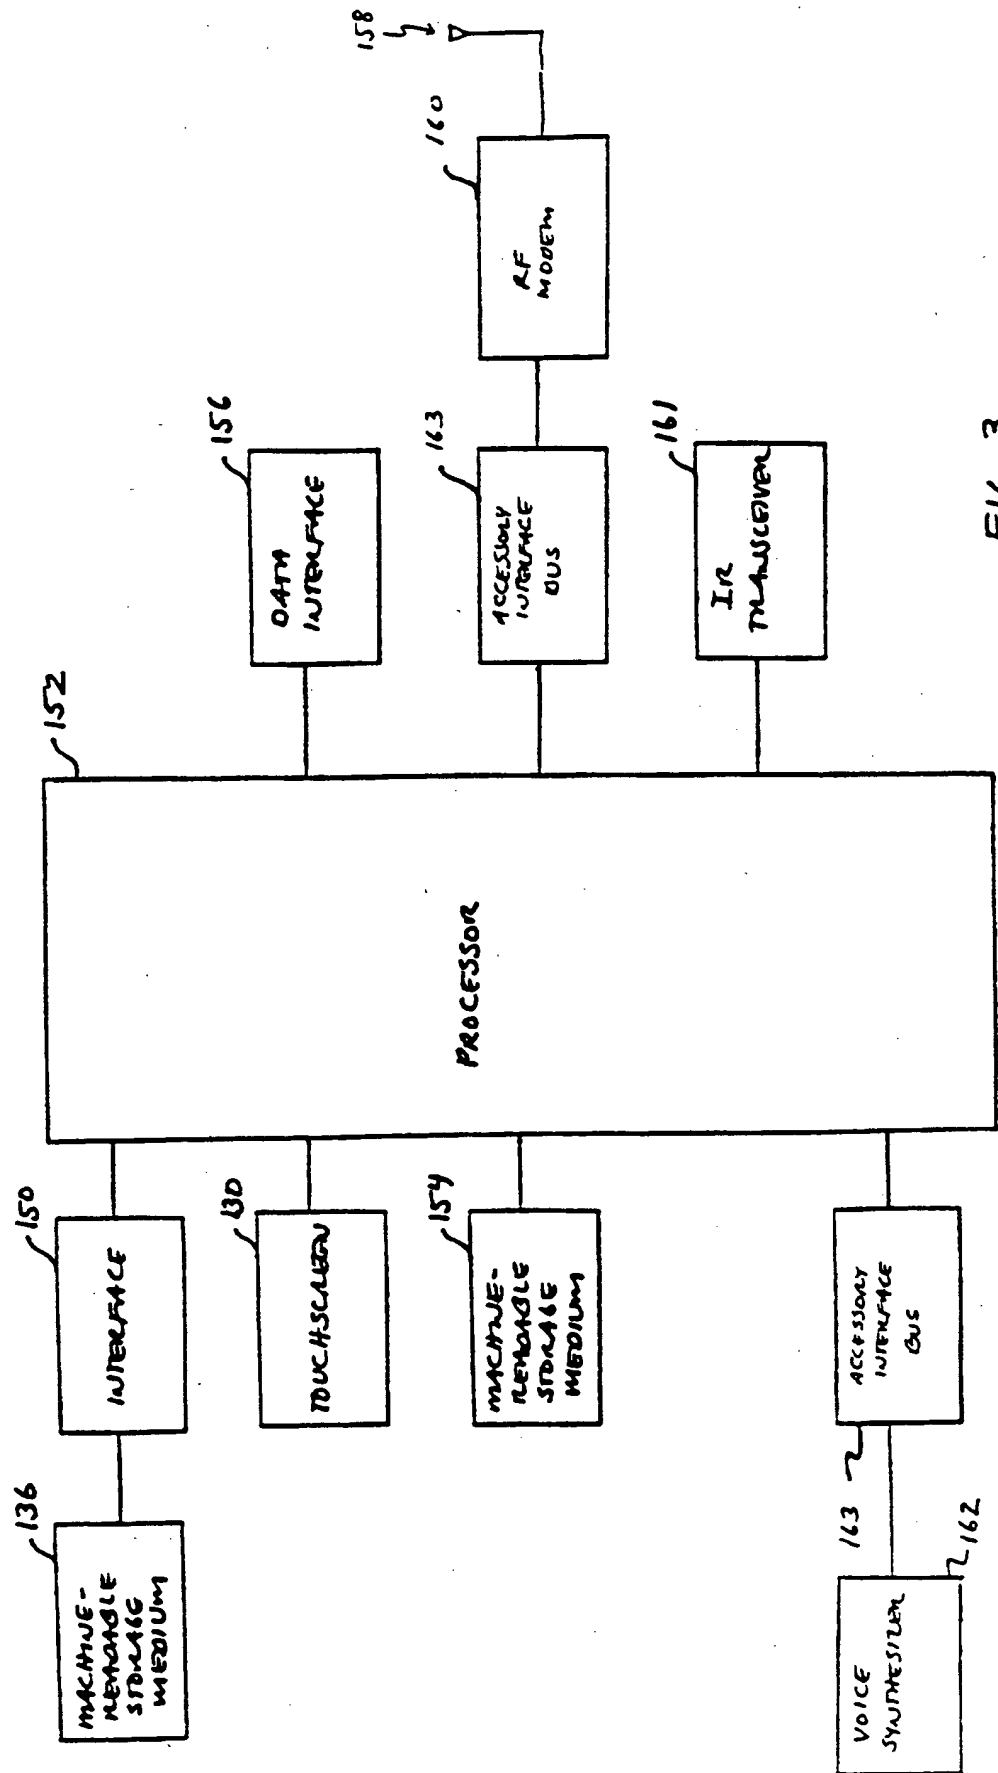 136
MACHINE-
READABLE
STORAGE
MEDIUM
150
INTERFACE
130
TOUCHSCREEN
154
MACHINE-
READABLE
STORAGE
MEDIUM
162
VOICE
SYNTHESIZER
163
ACCESSORY
INTERFACE
BUS
152
PROCESSOR
156
DATA
INTERFACE
163
ACCESSORY
INTERFACE
BUS
161
IR
TRANSCEIVER
160
RF
MODEM
158